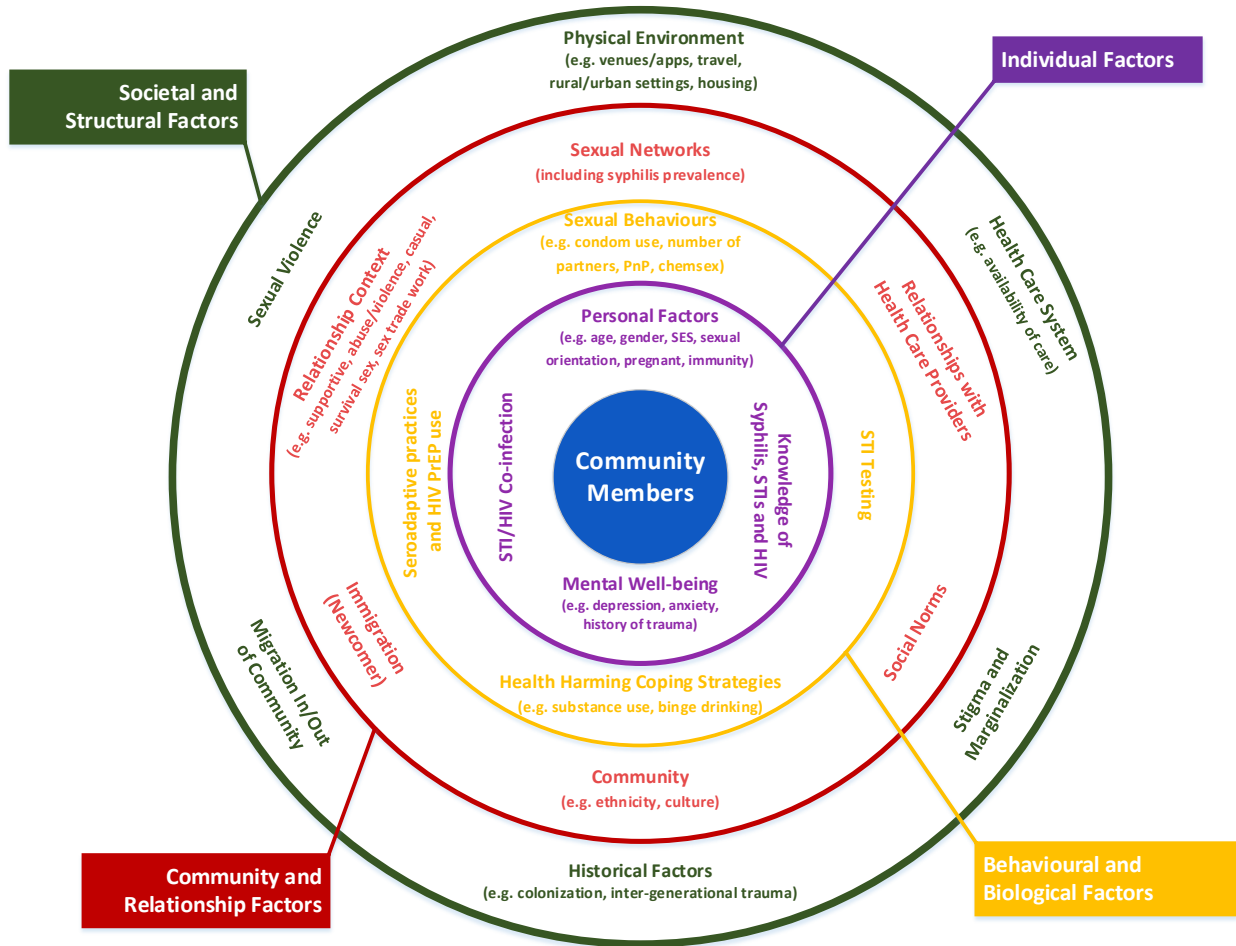 Physical Environment
(e.g. venues/apps, travel,
rural/urban settings, housing)
Individual Factors
Societal and
Structural Factors
Sexual Networks
(including syphilis prevalence)
Sexual Behaviours
(e.g. condom use, number of
partners, PnP, chemsex)
Sexual Violence
Relationship Context
(e.g. supportive, abuse/violence, casual,
survival sex, sex trade work)
Relationships with
Health Care Providers
Health Care System
(e.g. availability of care)
Personal Factors
(e.g. age, gender, SES, sexual
orientation, pregnant, immunity)
Seroadaptive practices
and HIV PrEP use
STI/HIV Co-infection
Community
Members
Knowledge of
Syphilis, STIs and HIV
STI Testing
Mental Well-being
(e.g. depression, anxiety,
history of trauma)
Migration In/Out
of Community
Immigration
(Newcomer)
Social Norms
Stigma and
Marginalization
Health Harming Coping Strategies
(e.g. substance use, binge drinking)
Community
(e.g. ethnicity, culture)
Historical Factors
(e.g. colonization, inter-generational trauma)
Community and
Relationship Factors
Behavioural and
Biological Factors